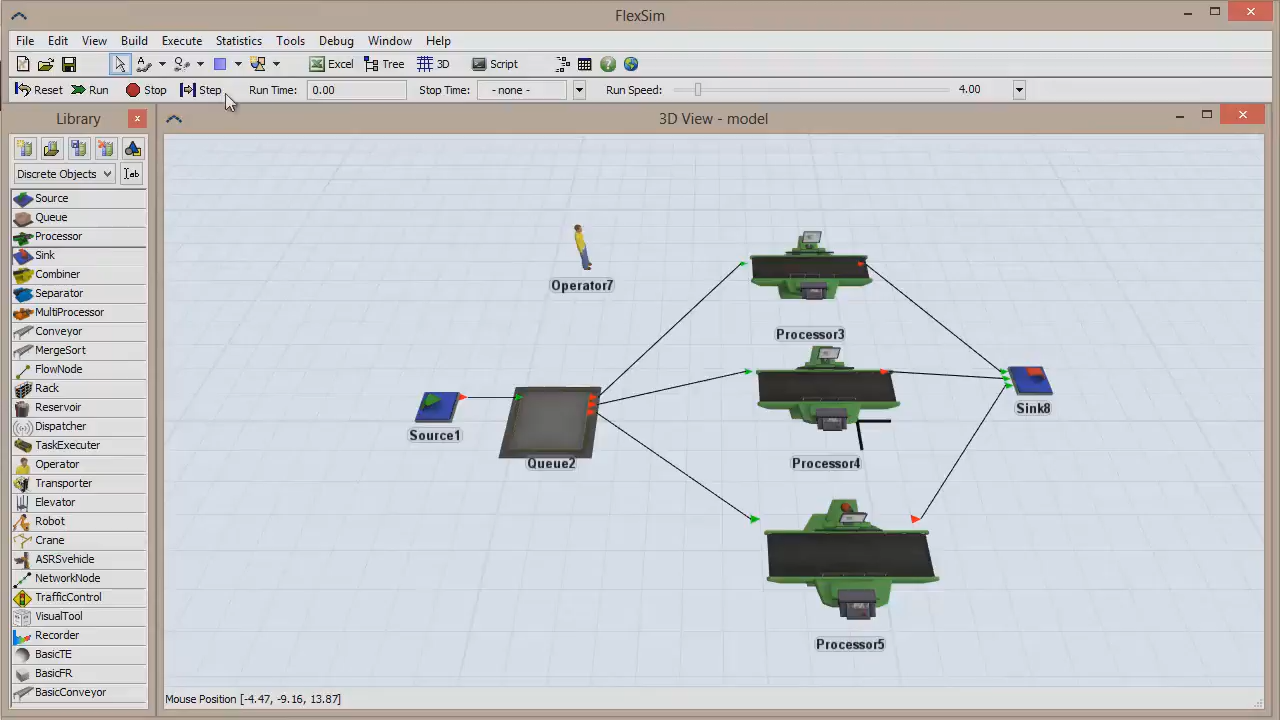 FlexSim
File Edit View Build Execute Statistics Tools Debug Window Help
Excel Tree 3D Script
Reset Run Stop Step Run Time: 0.00 Stop Time: - none - Run Speed: 4.00
Library
3D View - model
Discrete Objects
Source
Queue
Processor
Sink
Combiner
Separator
MultiProcessor
Conveyor
MergeSort
FlowNode
Rack
Reservoir
Dispatcher
TaskExecuter
Operator
Transporter
Elevator
Robot
Crane
ASRSvehicle
NetworkNode
TrafficControl
VisualTool
Recorder
BasicTE
BasicFR
BasicConveyor
Operator7
Processor3
Source1
Queue2
Processor4
Sink8
Processor5
Mouse Position [-4.47, -9.16, 13.87]